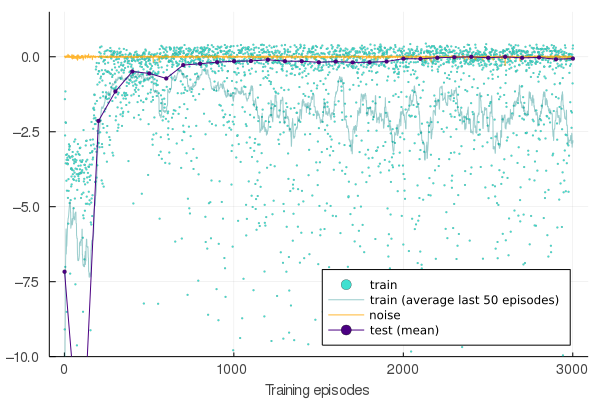 0.0
−2.5
−5.0
−7.5
−10.0
train
train (average last 50 episodes)
noise
test (mean)
0
1000
2000
3000
Training episodes